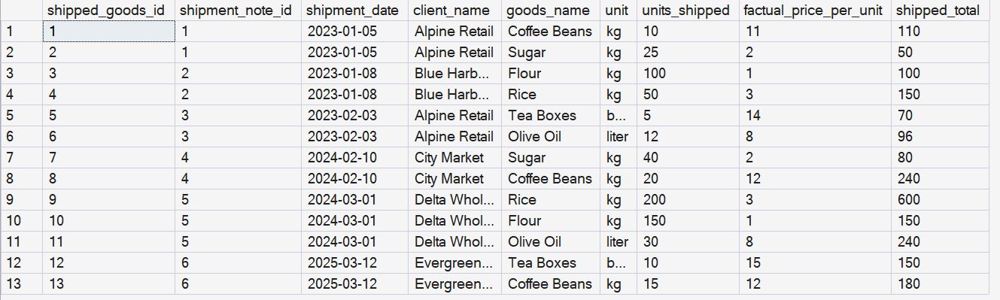 shipped_goods_id shipment_note_id shipment_date client_name goods_name unit units_shipped factual_price_per_unit shipped_total
1 1 1 2023-01-05 Alpine Retail Coffee Beans kg 10 11 110
2 2 1 2023-01-05 Alpine Retail Sugar kg 25 2 50
3 3 2 2023-01-08 Blue Harb... Flour kg 100 1 100
4 4 2 2023-01-08 Blue Harb... Rice kg 50 3 150
5 5 3 2023-02-03 Alpine Retail Tea Boxes b... 5 14 70
6 6 3 2023-02-03 Alpine Retail Olive Oil liter 12 8 96
7 7 4 2024-02-10 City Market Sugar kg 40 2 80
8 8 4 2024-02-10 City Market Coffee Beans kg 20 12 240
9 9 5 2024-03-01 Delta Whol... Rice kg 200 3 600
10 10 5 2024-03-01 Delta Whol... Flour kg 150 1 150
11 11 5 2024-03-01 Delta Whol... Olive Oil liter 30 8 240
12 12 6 2025-03-12 Evergreen... Tea Boxes b... 10 15 150
13 13 6 2025-03-12 Evergreen... Coffee Beans kg 15 12 180